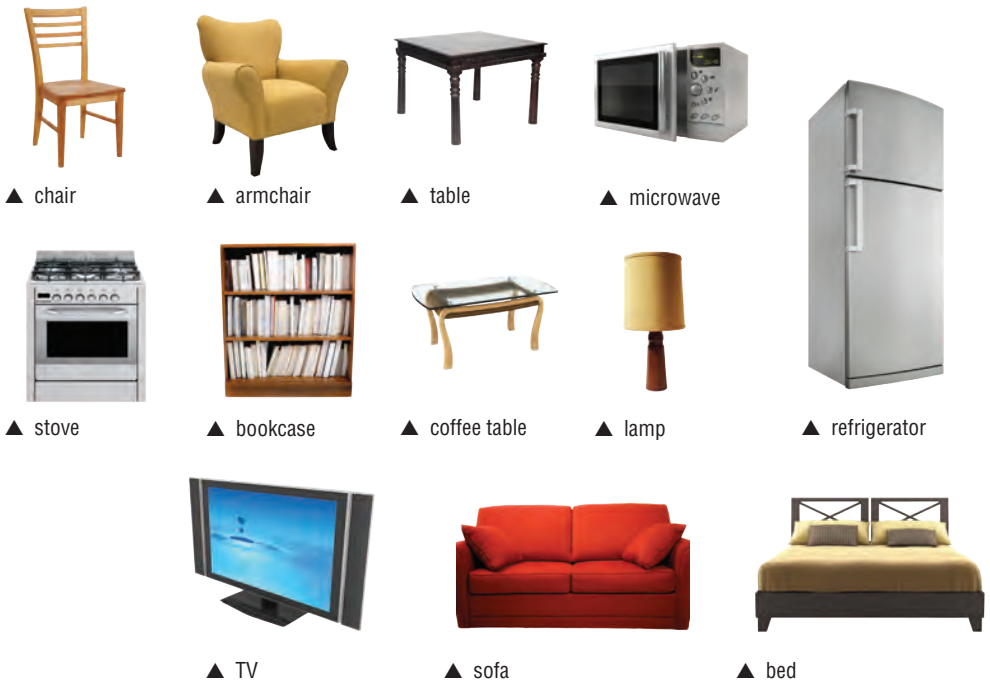 ▲ chair
▲ armchair
▲ table
▲ microwave
▲ stove
▲ bookcase
▲ coffee table
▲ lamp
▲ refrigerator
▲ TV
▲ sofa
▲ bed